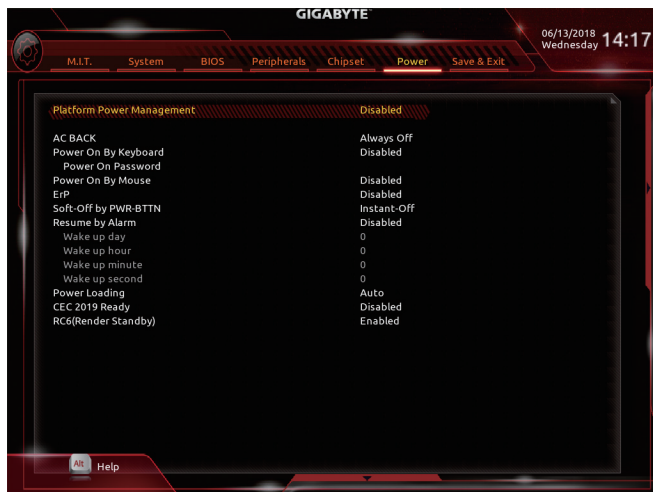 GIGABYTE™
06/13/2018
Wednesday
14:17
M.I.T. System BIOS Peripherals Chipset Power Save & Exit
Platform Power Management Disabled
AC BACK Always Off
Power On By Keyboard Disabled
Power On Password
Power On By Mouse Disabled
ErP Disabled
Soft-Off by PWR-BTTN Instant-Off
Resume by Alarm Disabled
Wake up day 0
Wake up hour 0
Wake up minute 0
Wake up second 0
Power Loading Auto
CEC 2019 Ready Disabled
RC6(Render Standby) Enabled
Alt Help